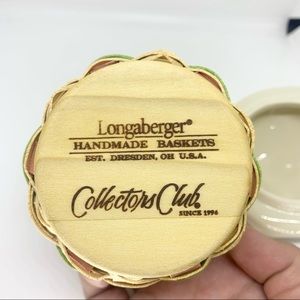 Longaberger®
HANDMADE BASKETS
EST. DRESDEN, OH U.S.A.
Collectors Club
SINCE 1996